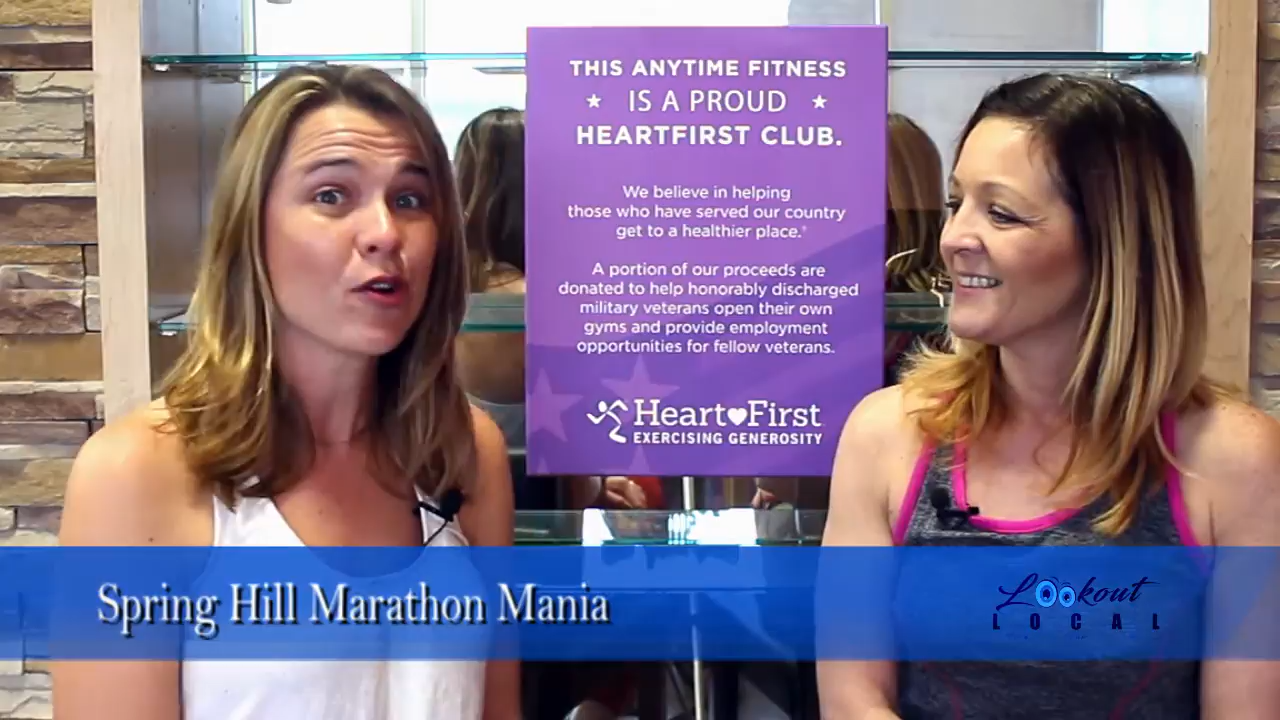 THIS ANYTIME FITNESS
★ IS A PROUD ★
HEARTFIRST CLUB.
We believe in helping
those who have served our country
get to a healthier place.®
A portion of our proceeds are
donated to help honorably discharged
military veterans open their own
gyms and provide employment
opportunities for fellow veterans.
Heart♥First
EXERCISING GENEROSITY
Spring Hill Marathon Mania
Lookout
LOCAL